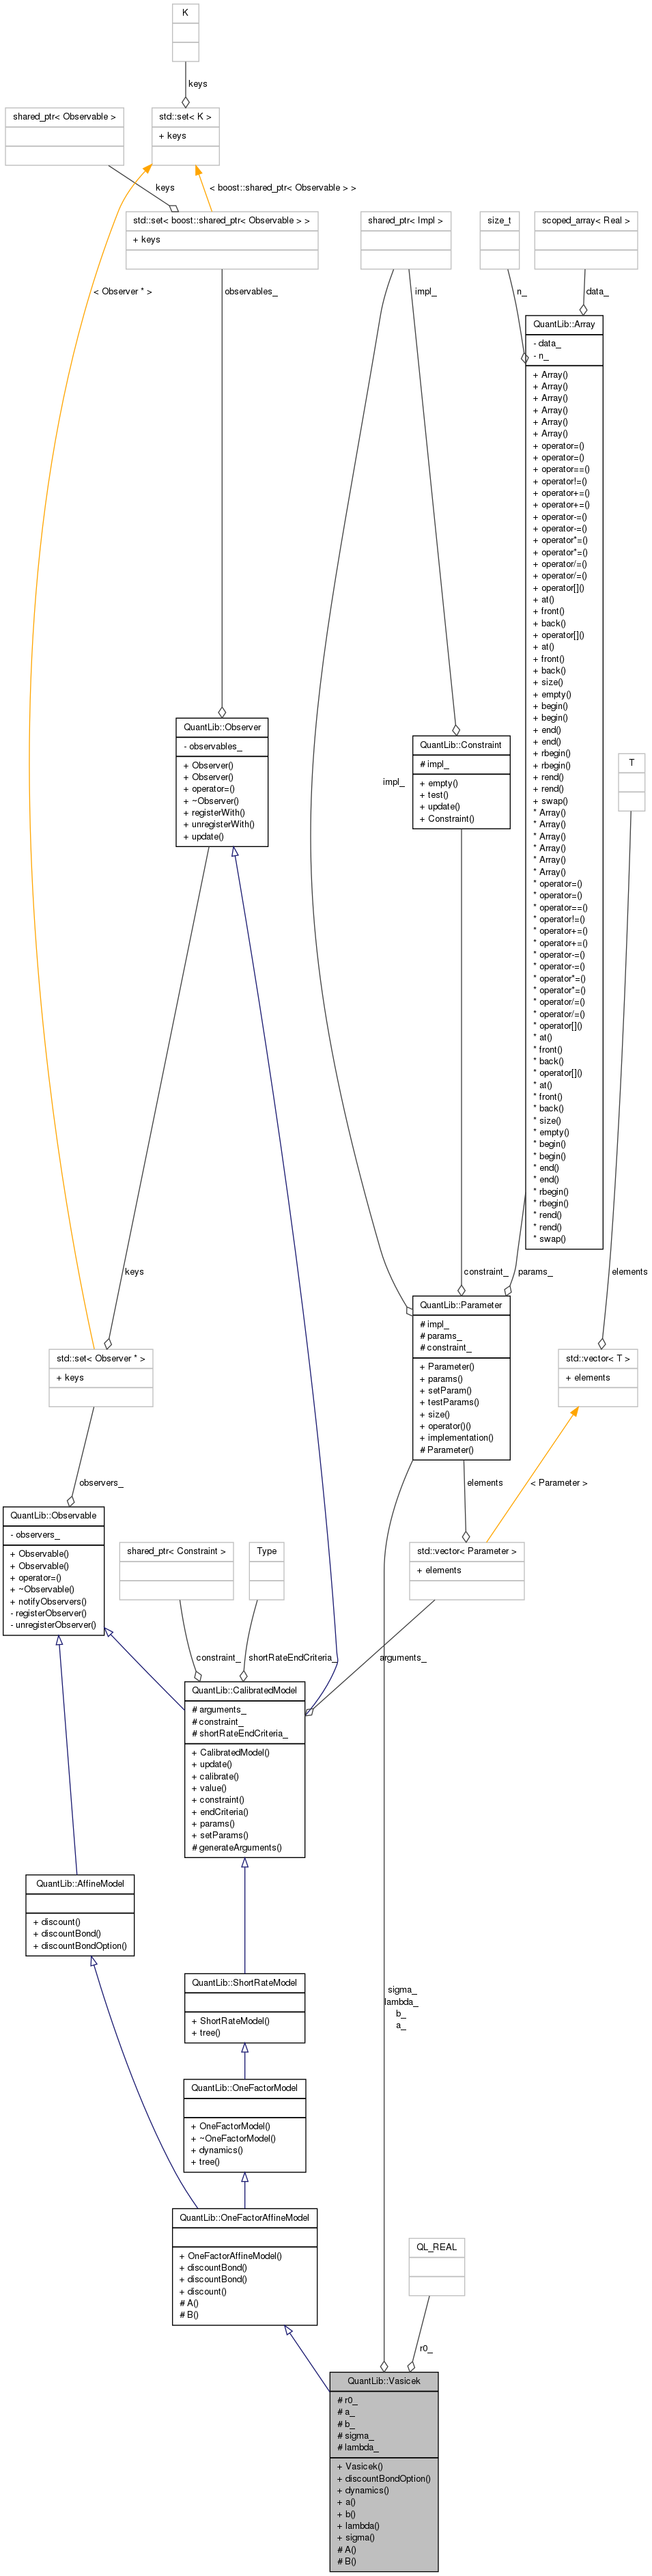 K
keys
shared_ptr< Observable >
std::set< K >
+ keys
keys
< boost::shared_ptr< Observable > >
std::set< boost::shared_ptr< Observable > >
+ keys
shared_ptr< Impl >
size_t
scoped_array< Real >
< Observer * >
observables_
impl_
n_
data_
QuantLib::Array
- data_
- n_
+ Array()
+ Array()
+ Array()
+ Array()
+ Array()
+ Array()
+ operator=()
+ operator=()
+ operator==()
+ operator!=()
+ operator+=()
+ operator+=()
+ operator-=()
+ operator-=()
+ operator*=()
+ operator*=()
+ operator/=()
+ operator/=()
+ operator[]()
+ at()
+ front()
+ back()
+ operator[]()
+ at()
+ front()
+ back()
+ size()
+ empty()
+ begin()
+ begin()
+ end()
+ end()
+ rbegin()
+ rbegin()
+ rend()
+ rend()
+ swap()
* Array()
* Array()
* Array()
* Array()
* Array()
* Array()
* operator=()
* operator=()
* operator==()
* operator!=()
* operator+=()
* operator+=()
* operator-=()
* operator-=()
* operator*=()
* operator*=()
* operator/=()
* operator/=()
* operator[]()
* at()
* front()
* back()
* operator[]()
* at()
* front()
* back()
* size()
* empty()
* begin()
* begin()
* end()
* end()
* rbegin()
* rbegin()
* rend()
* rend()
* swap()
QuantLib::Observer
- observables_
+ Observer()
+ Observer()
+ operator=()
+ ~Observer()
+ registerWith()
+ unregisterWith()
+ update()
QuantLib::Constraint
# impl_
+ empty()
+ test()
+ update()
+ Constraint()
impl_
T
keys
constraint_
params_
elements
QuantLib::Parameter
# impl_
# params_
# constraint_
+ Parameter()
+ params()
+ setParam()
+ testParams()
+ size()
+ operator()()
+ implementation()
# Parameter()
std::set< Observer * >
+ keys
std::vector< T >
+ elements
observers_
elements
< Parameter >
QuantLib::Observable
- observers_
+ Observable()
+ Observable()
+ operator=()
+ ~Observable()
+ notifyObservers()
- registerObserver()
- unregisterObserver()
shared_ptr< Constraint >
Type
std::vector< Parameter >
+ elements
constraint_
shortRateEndCriteria_
arguments_
QuantLib::CalibratedModel
# arguments_
# constraint_
# shortRateEndCriteria_
+ CalibratedModel()
+ update()
+ calibrate()
+ value()
+ constraint()
+ endCriteria()
+ params()
+ setParams()
# generateArguments()
QuantLib::AffineModel
+ discount()
+ discountBond()
+ discountBondOption()
QuantLib::ShortRateModel
+ ShortRateModel()
+ tree()
sigma_
lambda_
b_
a_
QuantLib::OneFactorModel
+ OneFactorModel()
+ ~OneFactorModel()
+ dynamics()
+ tree()
QuantLib::OneFactorAffineModel
+ OneFactorAffineModel()
+ discountBond()
+ discountBond()
+ discount()
# A()
# B()
QL_REAL
r0_
QuantLib::Vasicek
# r0_
# a_
# b_
# sigma_
# lambda_
+ Vasicek()
+ discountBondOption()
+ dynamics()
+ a()
+ b()
+ lambda()
+ sigma()
# A()
# B()